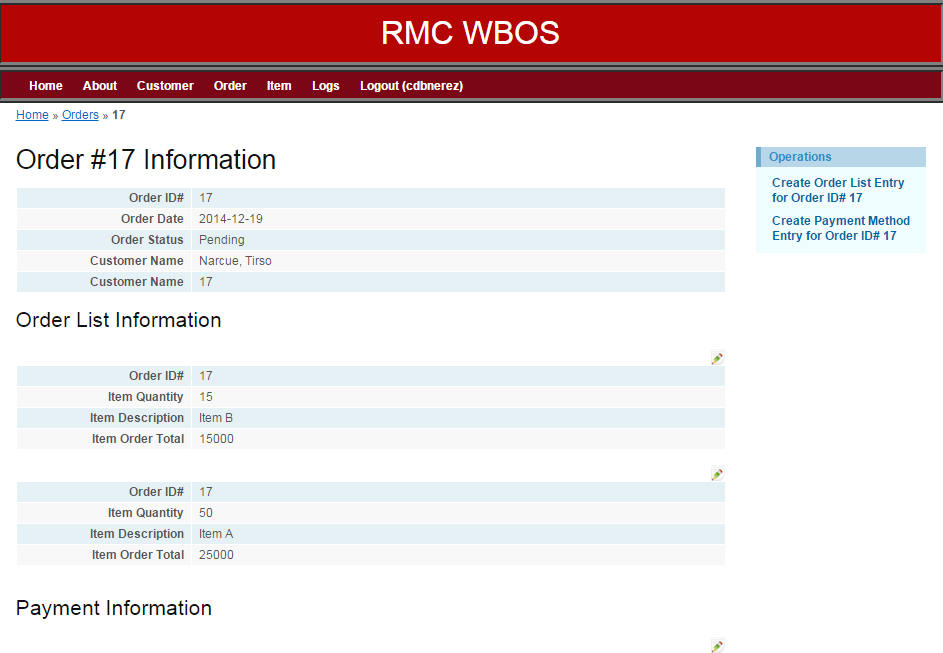 RMC WBOS
Home About Customer Order Item Logs Logout (cdbnerez)
Home » Orders » 17
Order #17 Information
Order ID# 17
Order Date 2014-12-19
Order Status Pending
Customer Name Narcue, Tirso
Customer Name 17
Operations
Create Order List Entry
for Order ID# 17
Create Payment Method
Entry for Order ID# 17
Order List Information
Order ID# 17
Item Quantity 15
Item Description Item B
Item Order Total 15000
Order ID# 17
Item Quantity 50
Item Description Item A
Item Order Total 25000
Payment Information